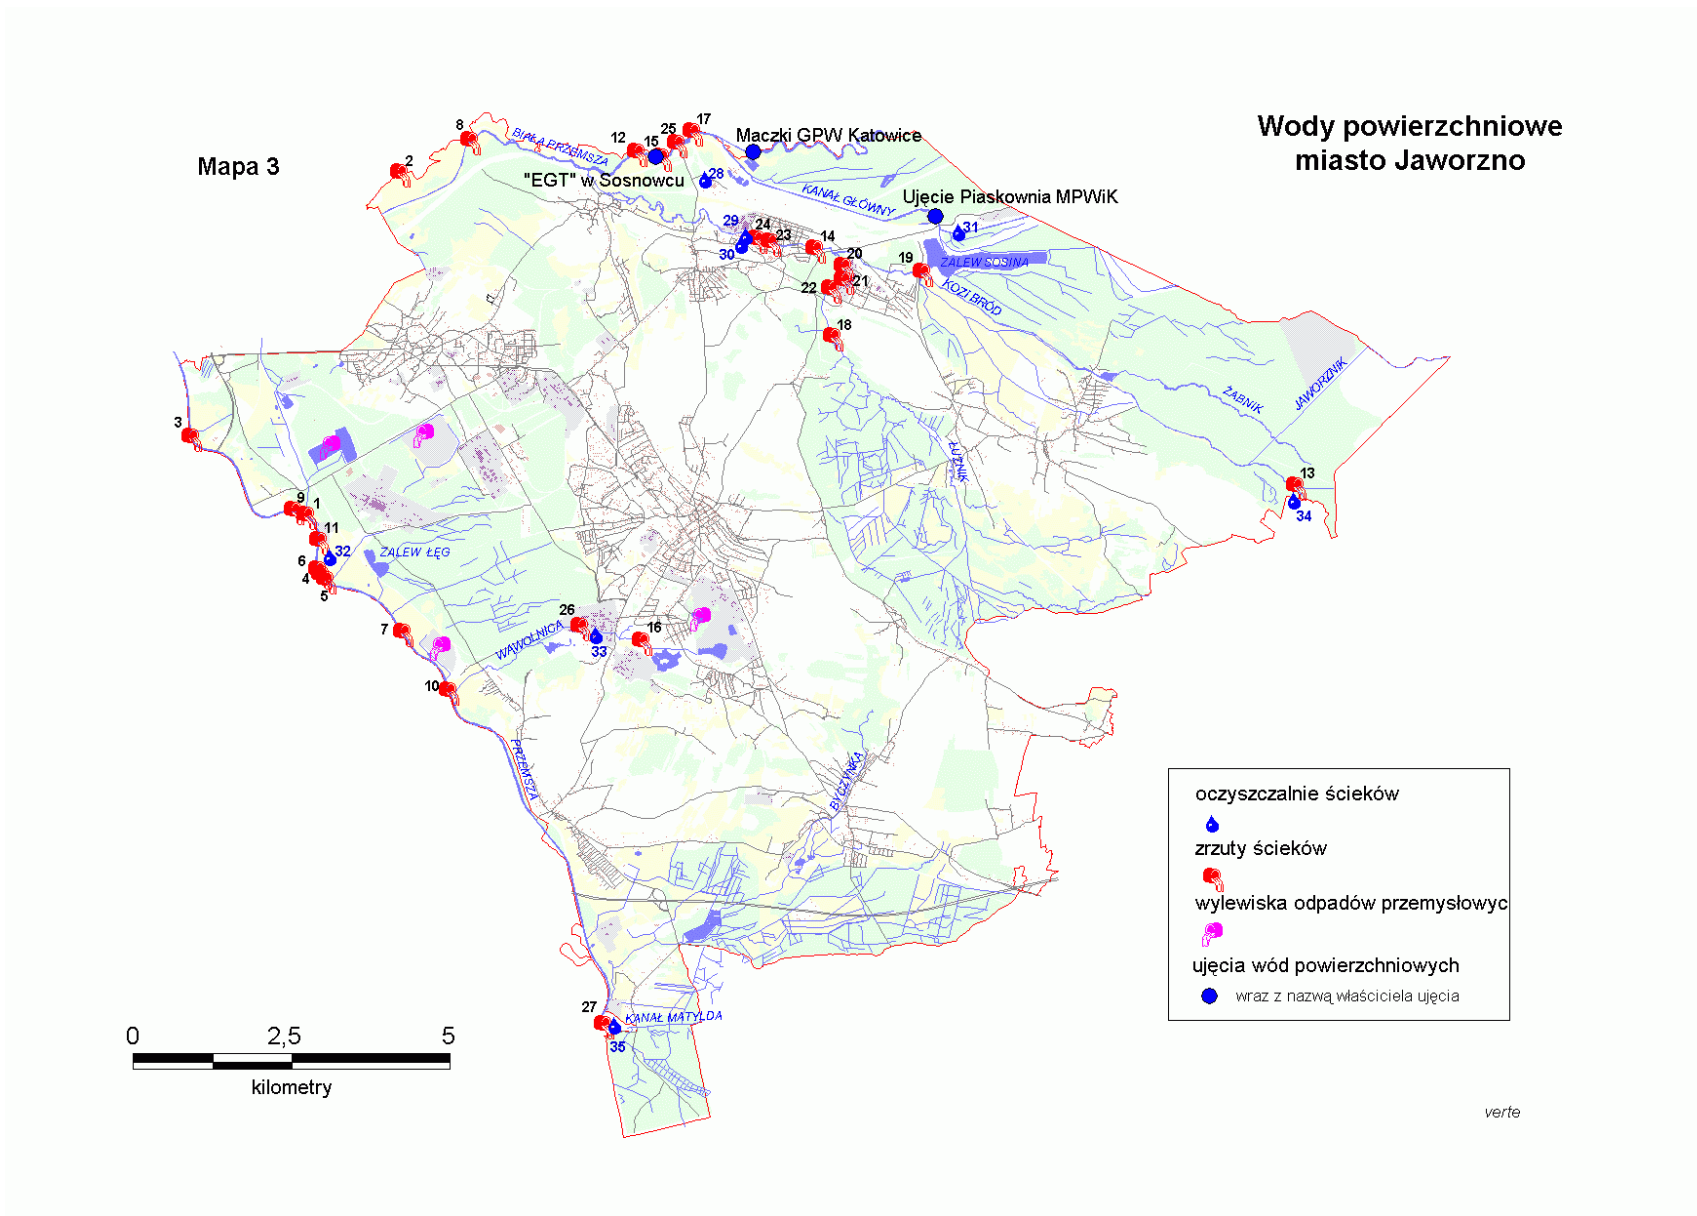 Wody powierzchniowe
miasto Jaworzno
Mapa 3
17
8
BIAŁA PRZEMSZA
12
15
25
Maczki GPW Katowice
2
"EGT" w Sosnowcu
28
KANAŁ GŁÓWNY
Ujęcie Piaskownia MPWiK
29
24
23
14
31
30
20
19
ZALEW SOSINA
22
21
KOZI BRÓD
18
JAWORZNIK
ŻABNIK
3
ŁUŻNIK
13
9
1
34
11
32
ZALEW ŁĘG
6
4
5
7
26
16
WĄWOLNICA
33
10
PRZEMSZA
BYCZYNKA
oczyszczalnie ścieków
zrzuty ścieków
wylewiska odpadów przemysłowyc
ujęcia wód powierzchniowych
wraz z nazwą właściciela ujęcia
27
KANAŁ MATYLDA
35
0 2,5 5
kilometry
verte